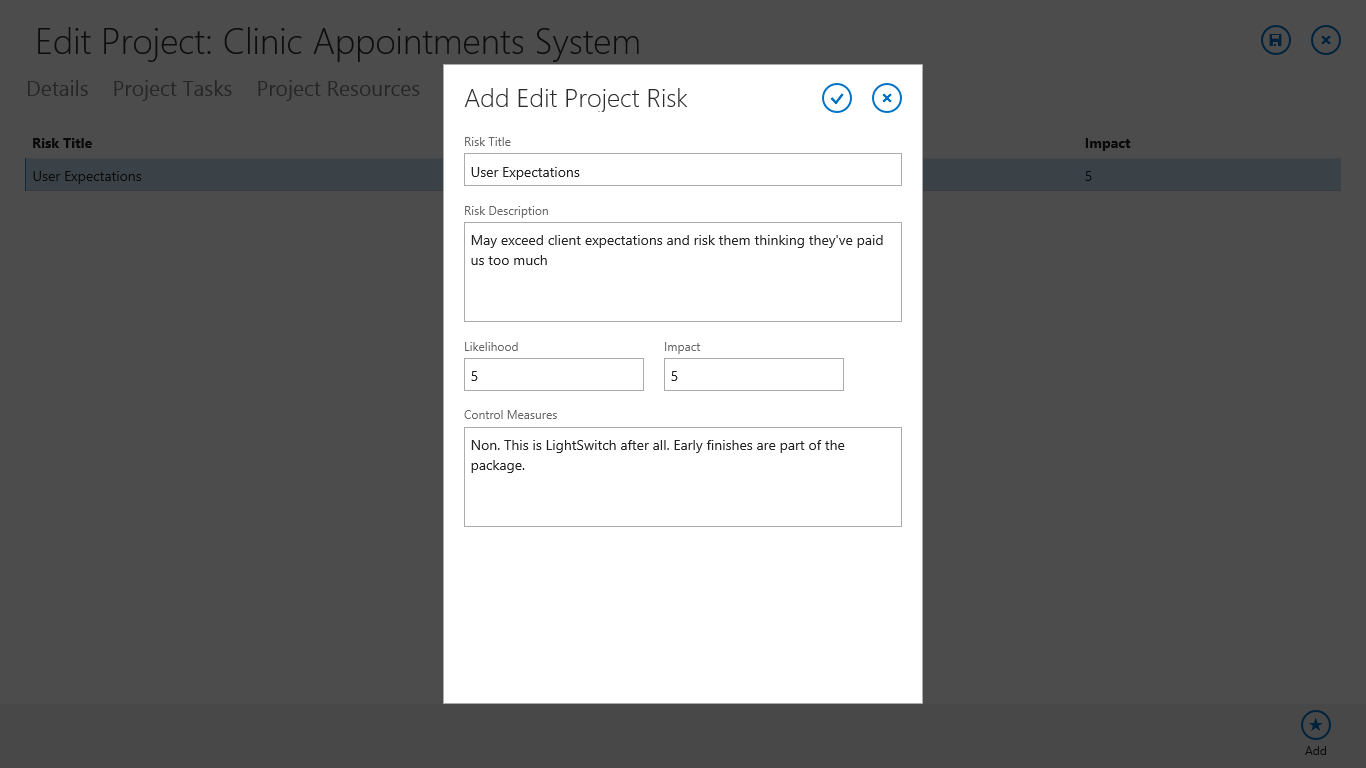 Edit Project: Clinic Appointments System
Details Project Tasks Project Resources
Risk Title Impact
User Expectations 5
Add Edit Project Risk
Risk Title
User Expectations
Risk Description
May exceed client expectations and risk them thinking they've paid
us too much
Likelihood Impact
5 5
Control Measures
Non. This is LightSwitch after all. Early finishes are part of the
package.
Add